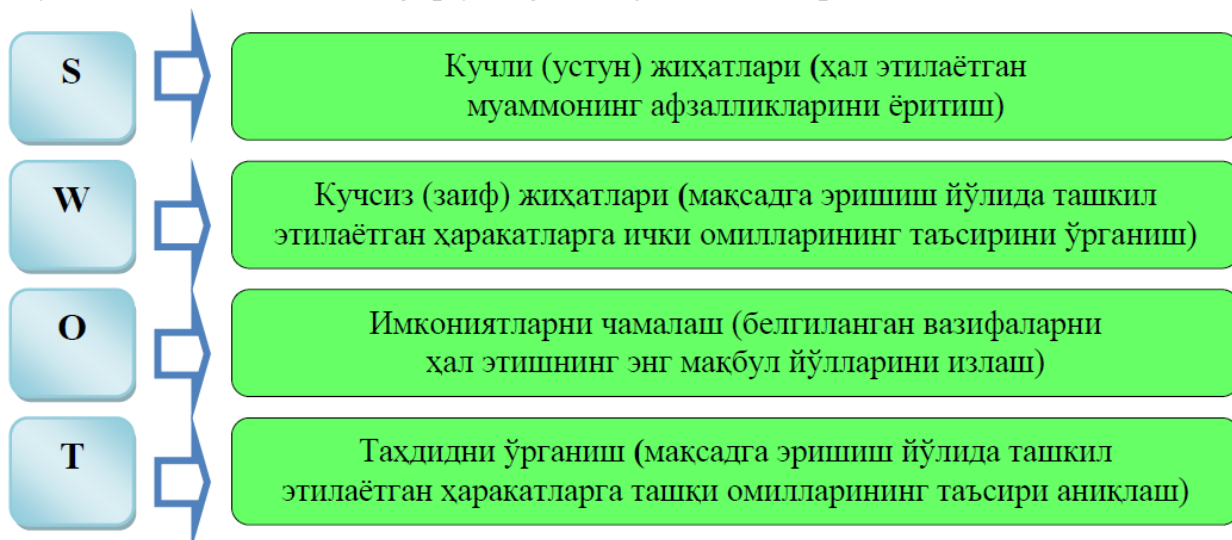 S
Кучли (устун) жиҳатлари (ҳал этилаётган
муаммонинг афзалликларини ёритиш)
W
Кучсиз (заиф) жиҳатлари (мақсадга эришиш йўлида ташкил
этилаётган ҳаракатларга ички омилларининг таъсирини ўрганиш)
O
Имкониятларни чамалаш (белгиланган вазифаларни
ҳал этишнинг энг мақбул йўлларини излаш)
T
Таҳдидни ўрганиш (мақсадга эришиш йўлида ташкил
этилаётган ҳаракатларга ташқи омилларининг таъсири аниқлаш)